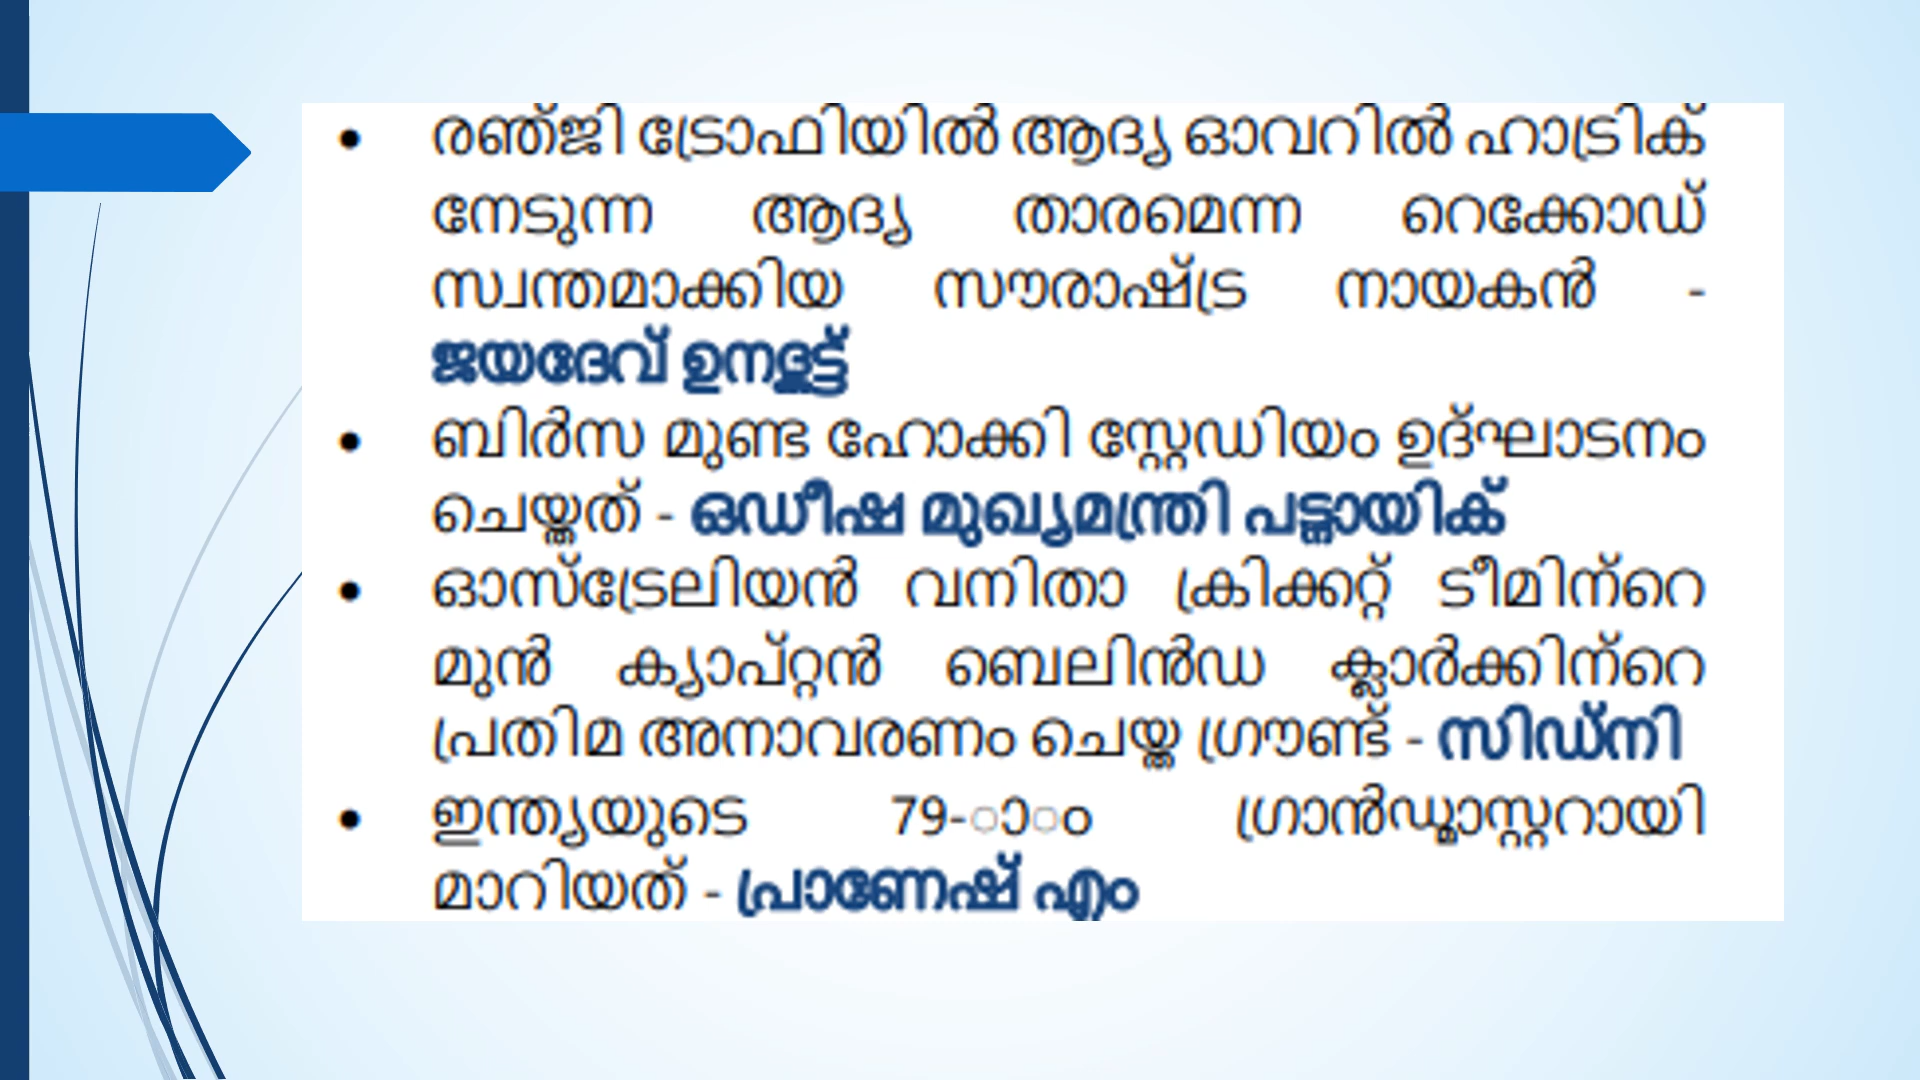 • രഞ്ജി ട്രോഫിയിൽ ആദ്യ ഓവറിൽ ഹാട്രിക്
നേടുന്ന ആദ്യ താരമെന്ന റെക്കോഡ്
സ്വന്തമാക്കിയ സൗരാഷ്ട്ര നായകൻ -
ജയദേവ് ഉനദ്കട്ട്
• ബിർസ മുണ്ട ഹോക്കി സ്റ്റേഡിയം ഉദ്ഘാടനം
ചെയ്തത് - ഒഡീഷ മുഖ്യമന്ത്രി പട്നായിക്
• ഓസ്ട്രേലിയൻ വനിതാ ക്രിക്കറ്റ് ടീമിന്റെ
മുൻ ക്യാപ്റ്റൻ ബെലിൻഡ ക്ലാർക്കിന്റെ
പ്രതിമ അനാവരണം ചെയ്ത ഗ്രൗണ്ട് - സിഡ്നി
• ഇന്ത്യയുടെ 79-ാം ഗ്രാൻഡ്മാസ്റ്ററായി
മാറിയത് - പ്രാണേഷ് എം